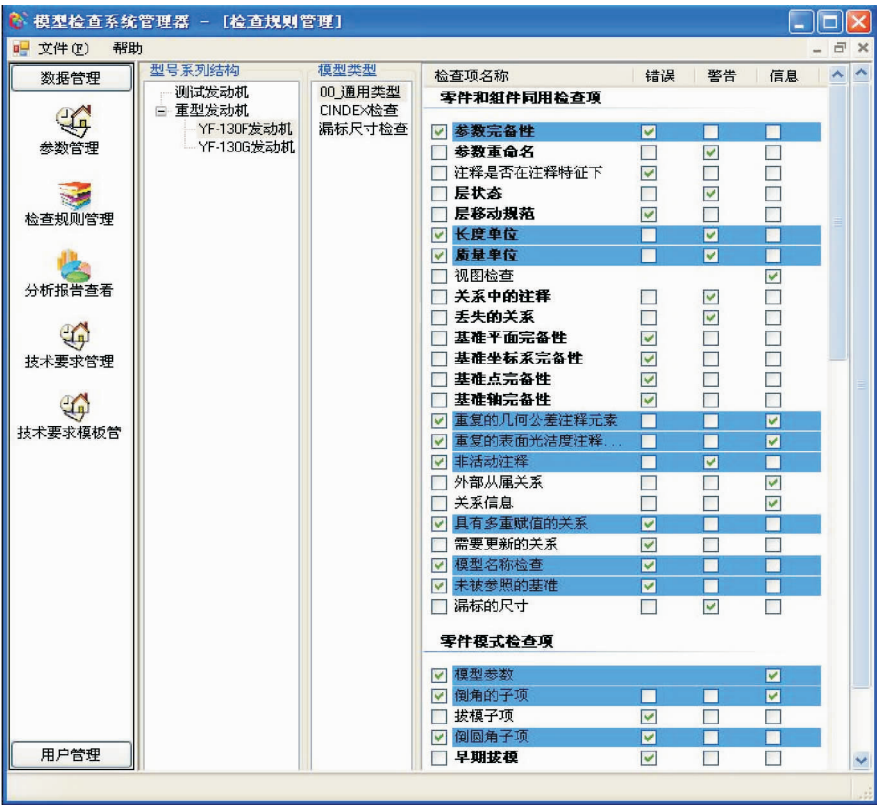 模型检查系统管理器 - [检查规则管理]
文件(F) 帮助
数据管理
参数管理
检查规则管理
分析报告查看
技术要求管理
技术要求模板管
用户管理
型号系列结构
测试发动机
重型发动机
YF-130F发动机
YF-130G发动机
模型类型
00_通用类型
CINDEX检查
漏标尺寸检查
检查项名称 错误 警告 信息
零件和组件同用检查项
参数完备性
参数重命名
注释是否在注释特征下
层状态
层移动规范
长度单位
质量单位
视图检查
关系中的注释
丢失的关系
基准平面完备性
基准坐标系完备性
基准点完备性
基准轴完备性
重复的几何公差注释元素
重复的表面光洁度注释...
非活动注释
外部从属关系
关系信息
具有多重赋值的关系
需要更新的关系
模型名称检查
未被参照的基准
漏标的尺寸
零件模式检查项
模型参数
倒角的子项
拔模子项
倒圆角子项
早期拔模